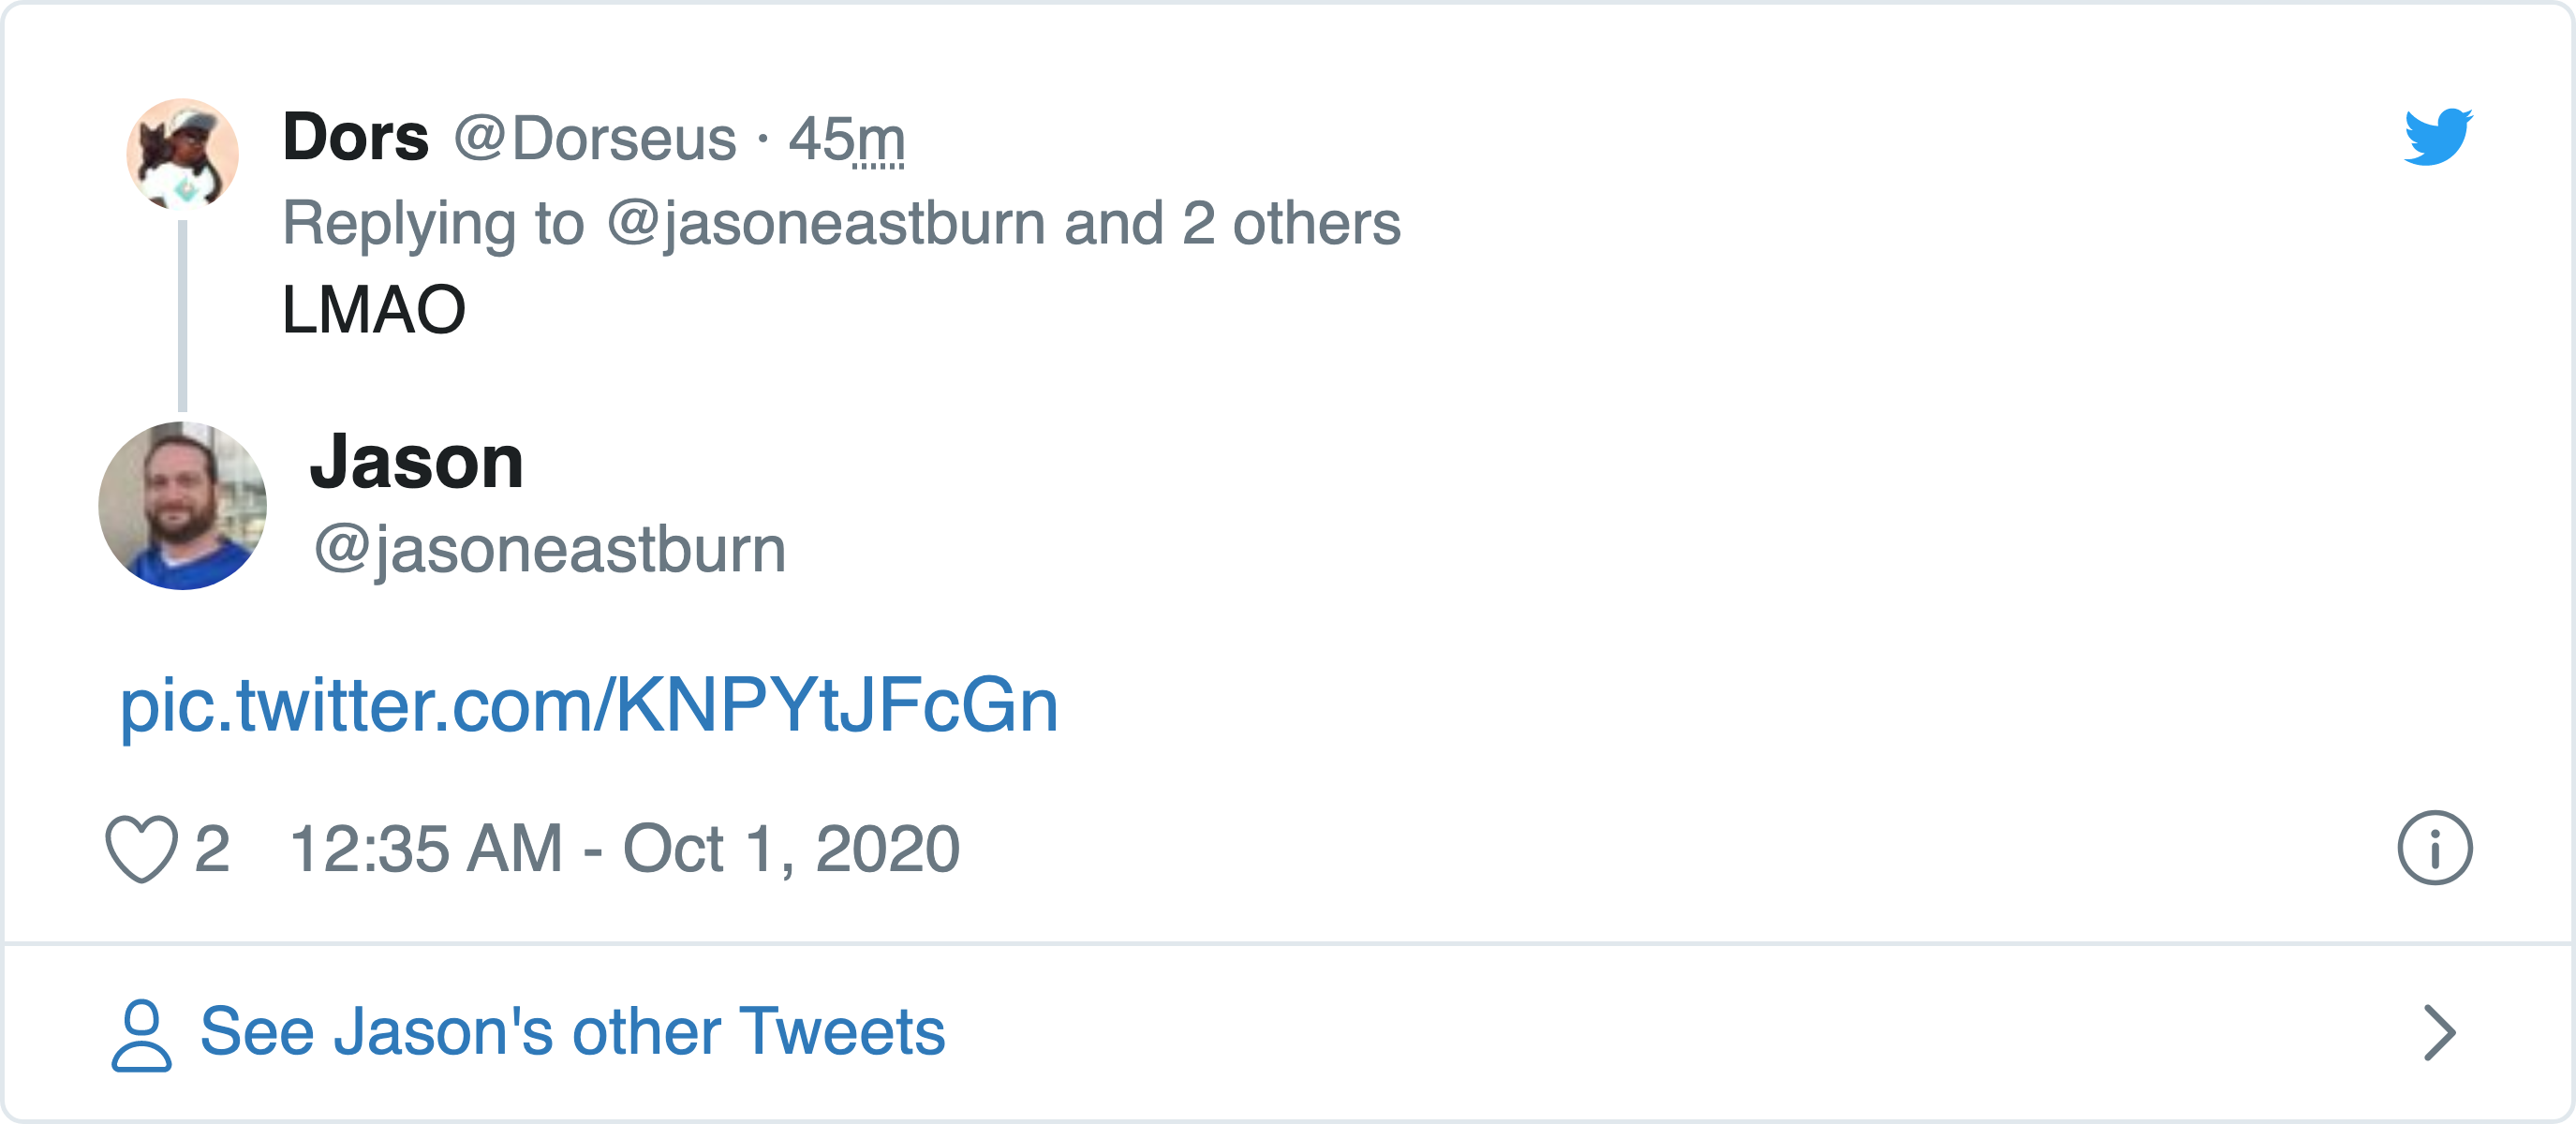 Dors @Dorseus · 45m
Replying to @jasoneastburn and 2 others
LMAO
Jason
@jasoneastburn
pic.twitter.com/KNPYtJFcGn
2 12:35 AM - Oct 1, 2020
See Jason's other Tweets